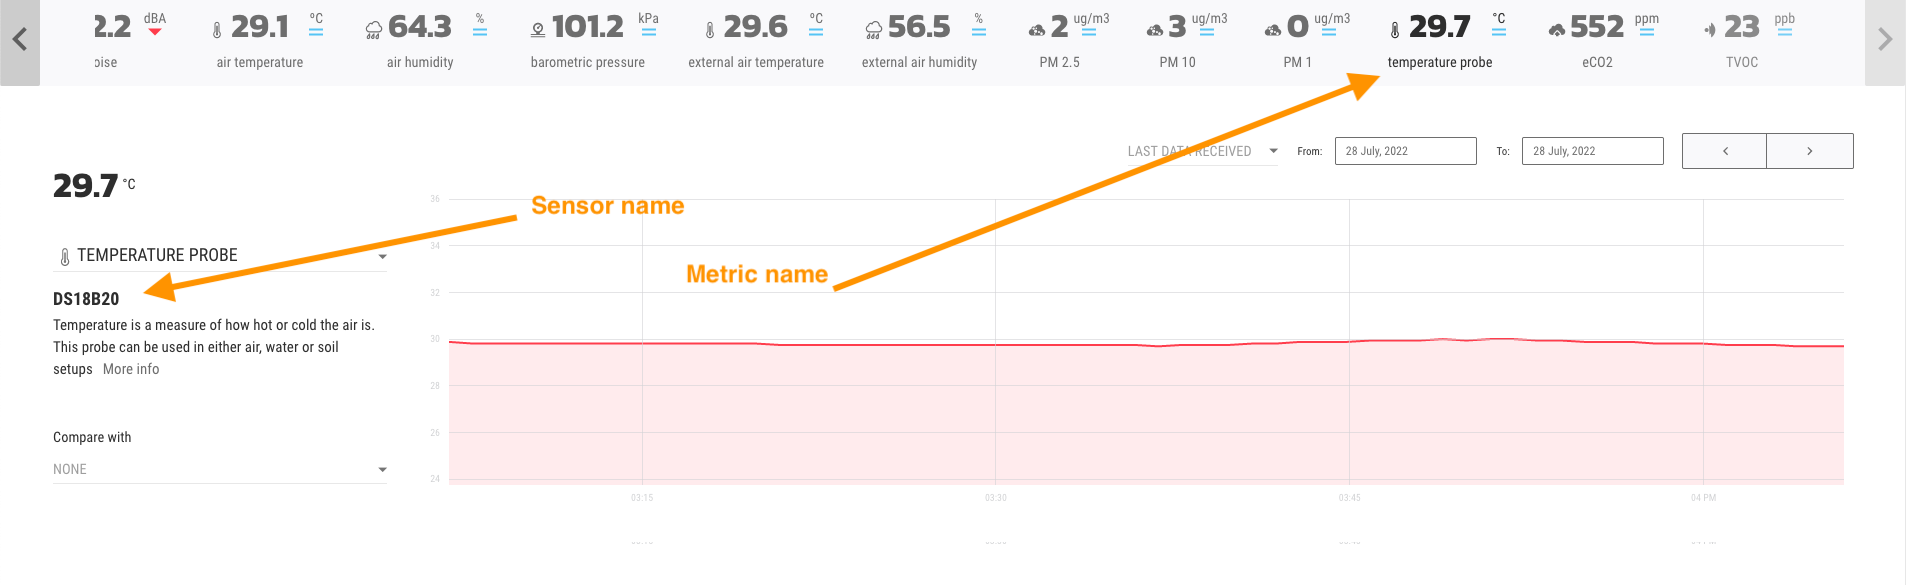 2.2 dBA 29.1 ºC 64.3 % 101.2 kPa 29.6 ºC 56.5 % 2 ug/m3 3 ug/m3 0 ug/m3 29.7 °C 552 ppm 23 ppb
oise air temperature air humidity barometric pressure external air temperature external air humidity PM 2.5 PM 10 PM 1 temperature probe eCO2 TVOC
LAST DATA RECEIVED From: 28 July, 2022 To: 28 July, 2022
29.7 °C
Sensor name
TEMPERATURE PROBE
Metric name
DS18B20
Temperature is a measure of how hot or cold the air is.
This probe can be used in either air, water or soil
setups More info
Compare with
NONE
36
34
32
30
28
26
24
03:15 03:30 03:45 04 PM